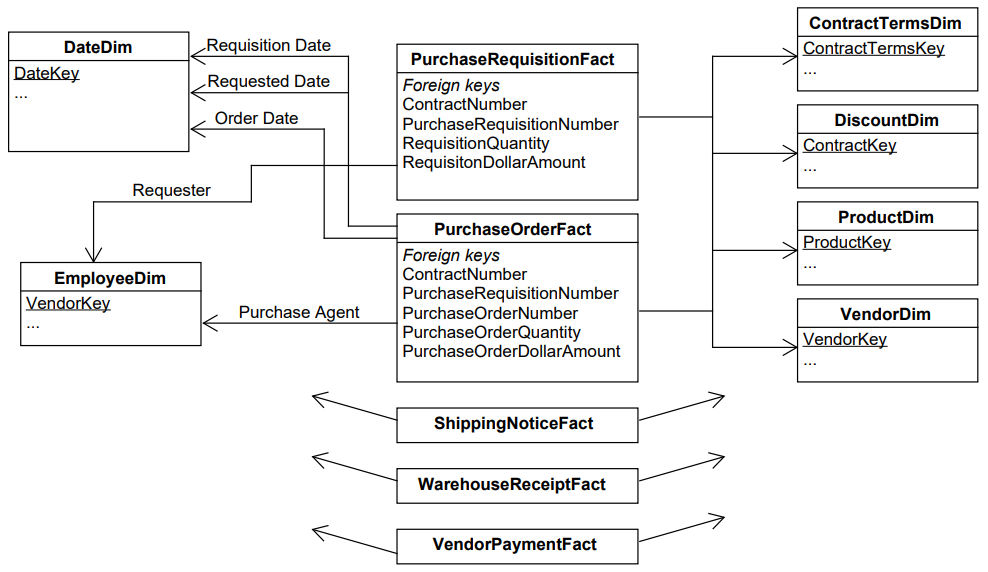 DateDim
DateKey
...
Requisition Date
Requested Date
Order Date
Requester
EmployeeDim
VendorKey
...
Purchase Agent
PurchaseRequisitionFact
Foreign keys
ContractNumber
PurchaseRequisitionNumber
RequisitionQuantity
RequisitonDollarAmount
PurchaseOrderFact
Foreign keys
ContractNumber
PurchaseRequisitionNumber
PurchaseOrderNumber
PurchaseOrderQuantity
PurchaseOrderDollarAmount
ShippingNoticeFact
WarehouseReceiptFact
VendorPaymentFact
ContractTermsDim
ContractTermsKey
...
DiscountDim
ContractKey
...
ProductDim
ProductKey
...
VendorDim
VendorKey
...